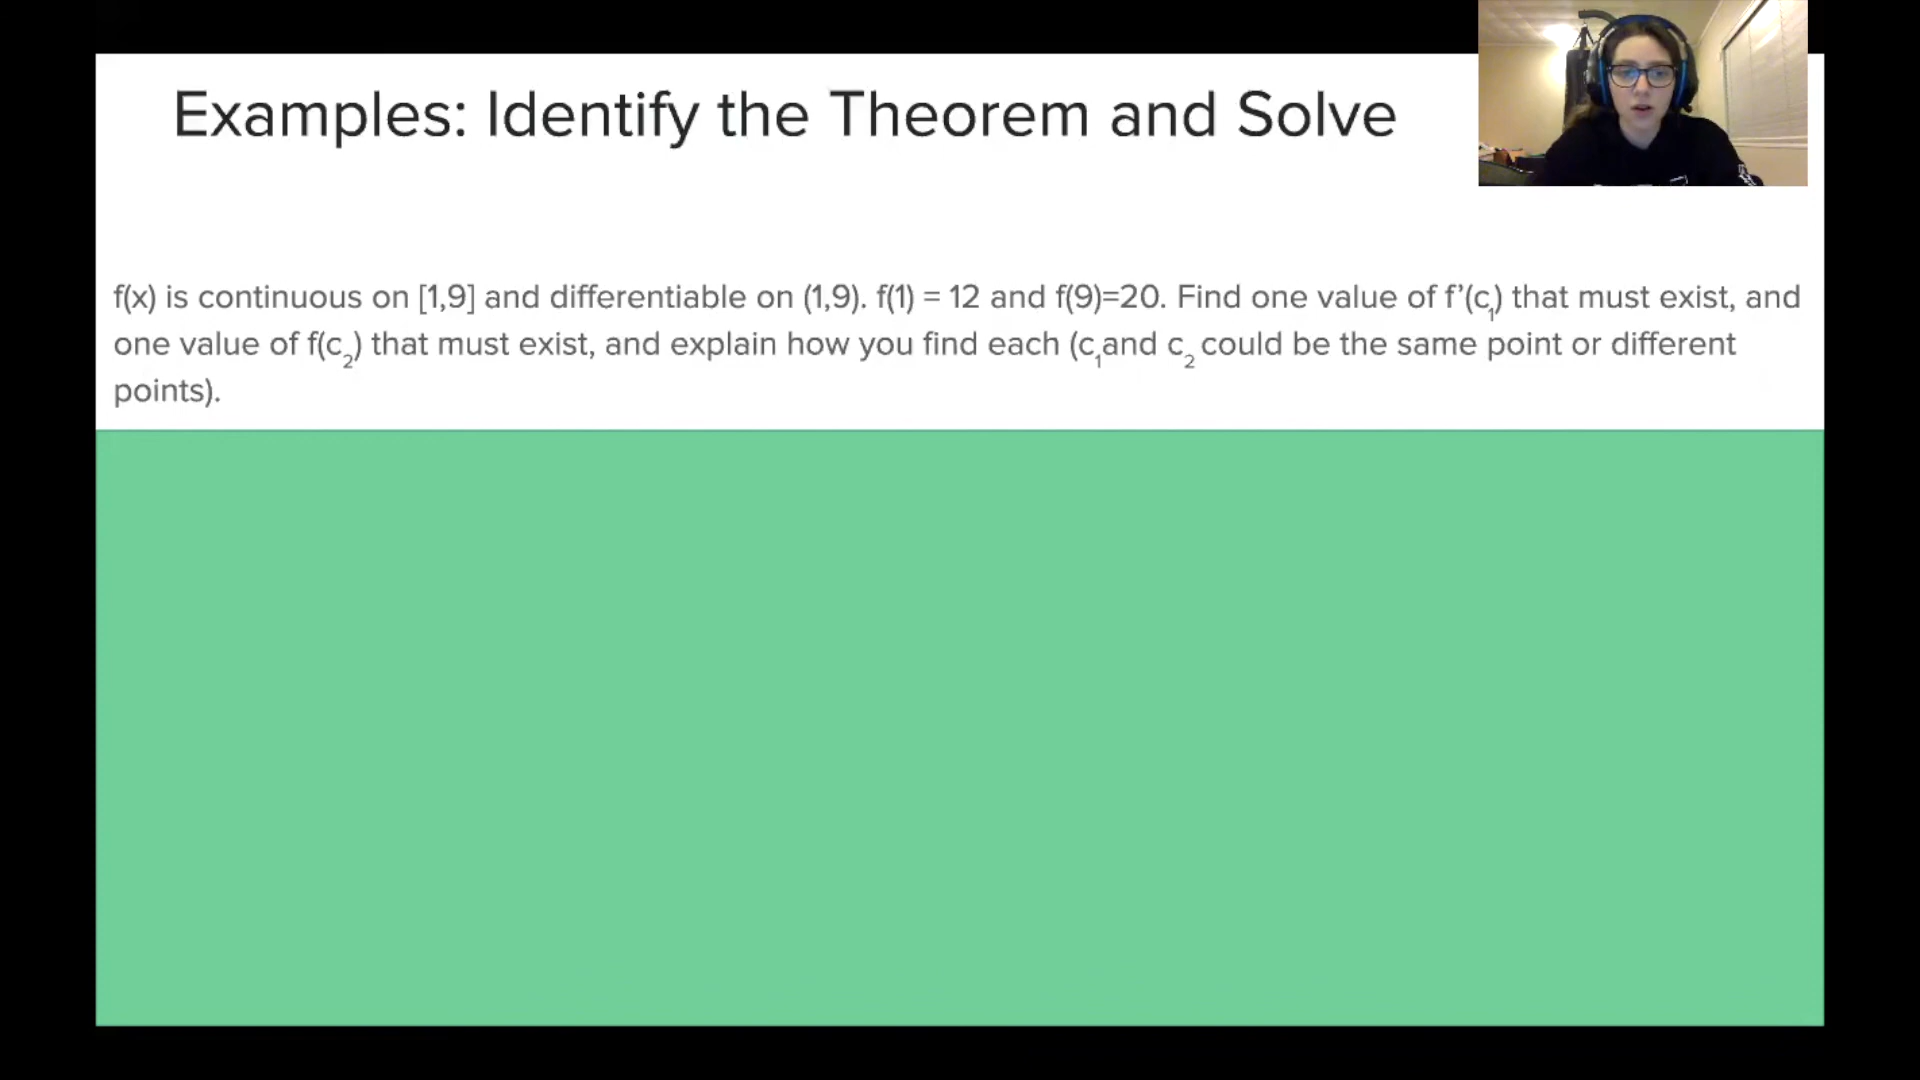 Examples: Identify the Theorem and Solve
f(x) is continuous on [1,9] and differentiable on (1,9). f(1) = 12 and f(9)=20. Find one value of f’(c₁) that must exist, and
one value of f(c₂) that must exist, and explain how you find each (c₁and c₂ could be the same point or different
points).